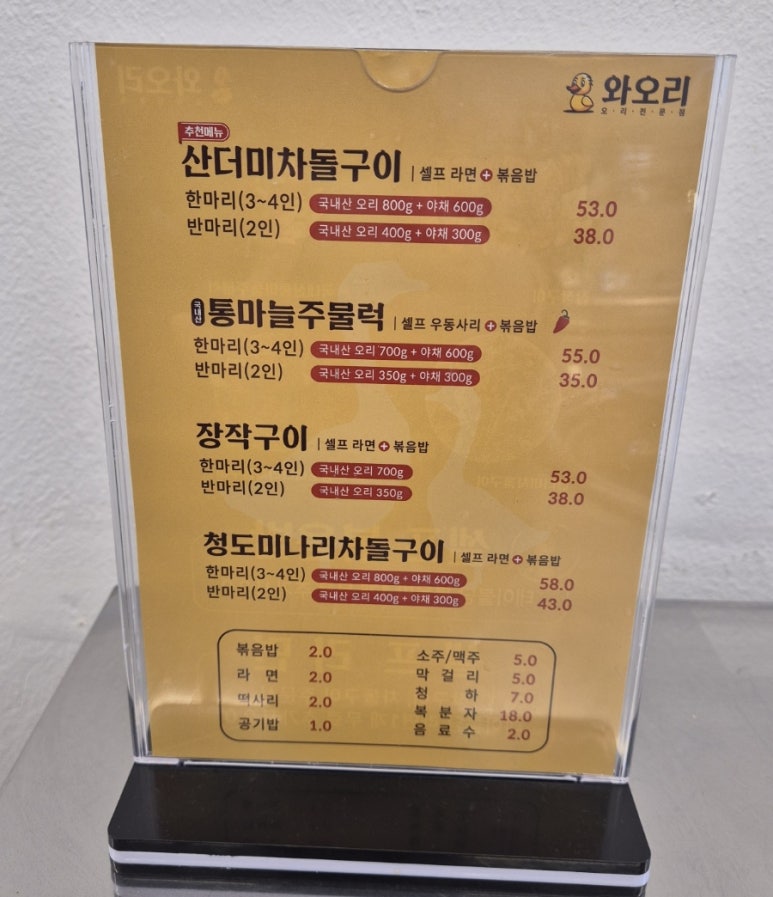 와오리
오·리·전·문·점
추천메뉴
산더미차돌구이 | 셀프 라면 + 볶음밥
한마리(3~4인) 국내산 오리 800g + 야채 600g 53.0
반마리(2인) 국내산 오리 400g + 야채 300g 38.0
국내산 통마늘주물럭 | 셀프 우동사리 + 볶음밥
한마리(3~4인) 국내산 오리 700g + 야채 600g 55.0
반마리(2인) 국내산 오리 350g + 야채 300g 35.0
장작구이 | 셀프 라면 + 볶음밥
한마리(3~4인) 국내산 오리 700g 53.0
반마리(2인) 국내산 오리 350g 38.0
청도미나리차돌구이 | 셀프 라면 + 볶음밥
한마리(3~4인) 국내산 오리 800g + 야채 600g 58.0
반마리(2인) 국내산 오리 400g + 야채 300g 43.0
볶음밥 2.0
라면 2.0
떡사리 2.0
공기밥 1.0
소주/맥주 5.0
막걸리 5.0
청하 7.0
복분자 18.0
음료수 2.0